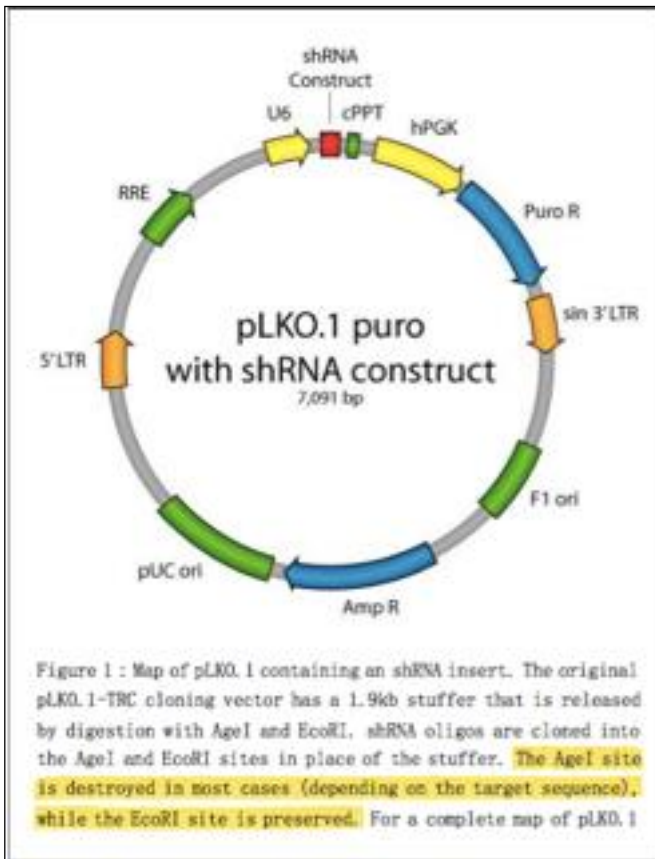 shRNA
Construct
U6
cPPT
hPGK
RRE
Puro R
5'LTR
sin 3'LTR
pLKO.1 puro
with shRNA construct
7,091 bp
F1 ori
pUC ori
Amp R
Figure 1 : Map of pLKO.1 containing an shRNA insert. The original
pLKO.1-TRC cloning vector has a 1.9kb stuffer that is released
by digestion with AgeI and EcoRI. shRNA oligos are cloned into
the AgeI and EcoRI sites in place of the stuffer. The AgeI site
is destroyed in most cases (depending on the target sequence),
while the EcoRI site is preserved. For a complete map of pLKO.1